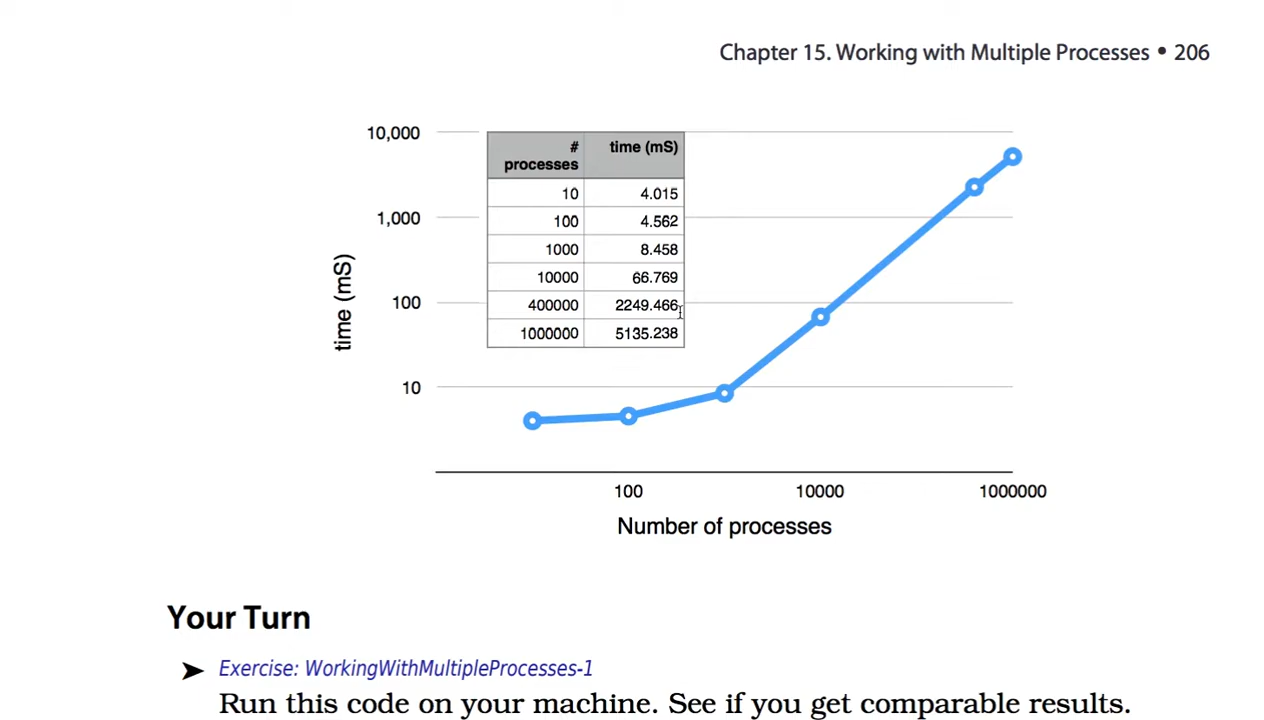 Chapter 15. Working with Multiple Processes • 206
10,000
1,000
100
10
time (mS)
# processes time (mS)
10 4.015
100 4.562
1000 8.458
10000 66.769
400000 2249.466
1000000 5135.238
100 10000 1000000
Number of processes
Your Turn
➤ Exercise: WorkingWithMultipleProcesses-1
Run this code on your machine. See if you get comparable results.